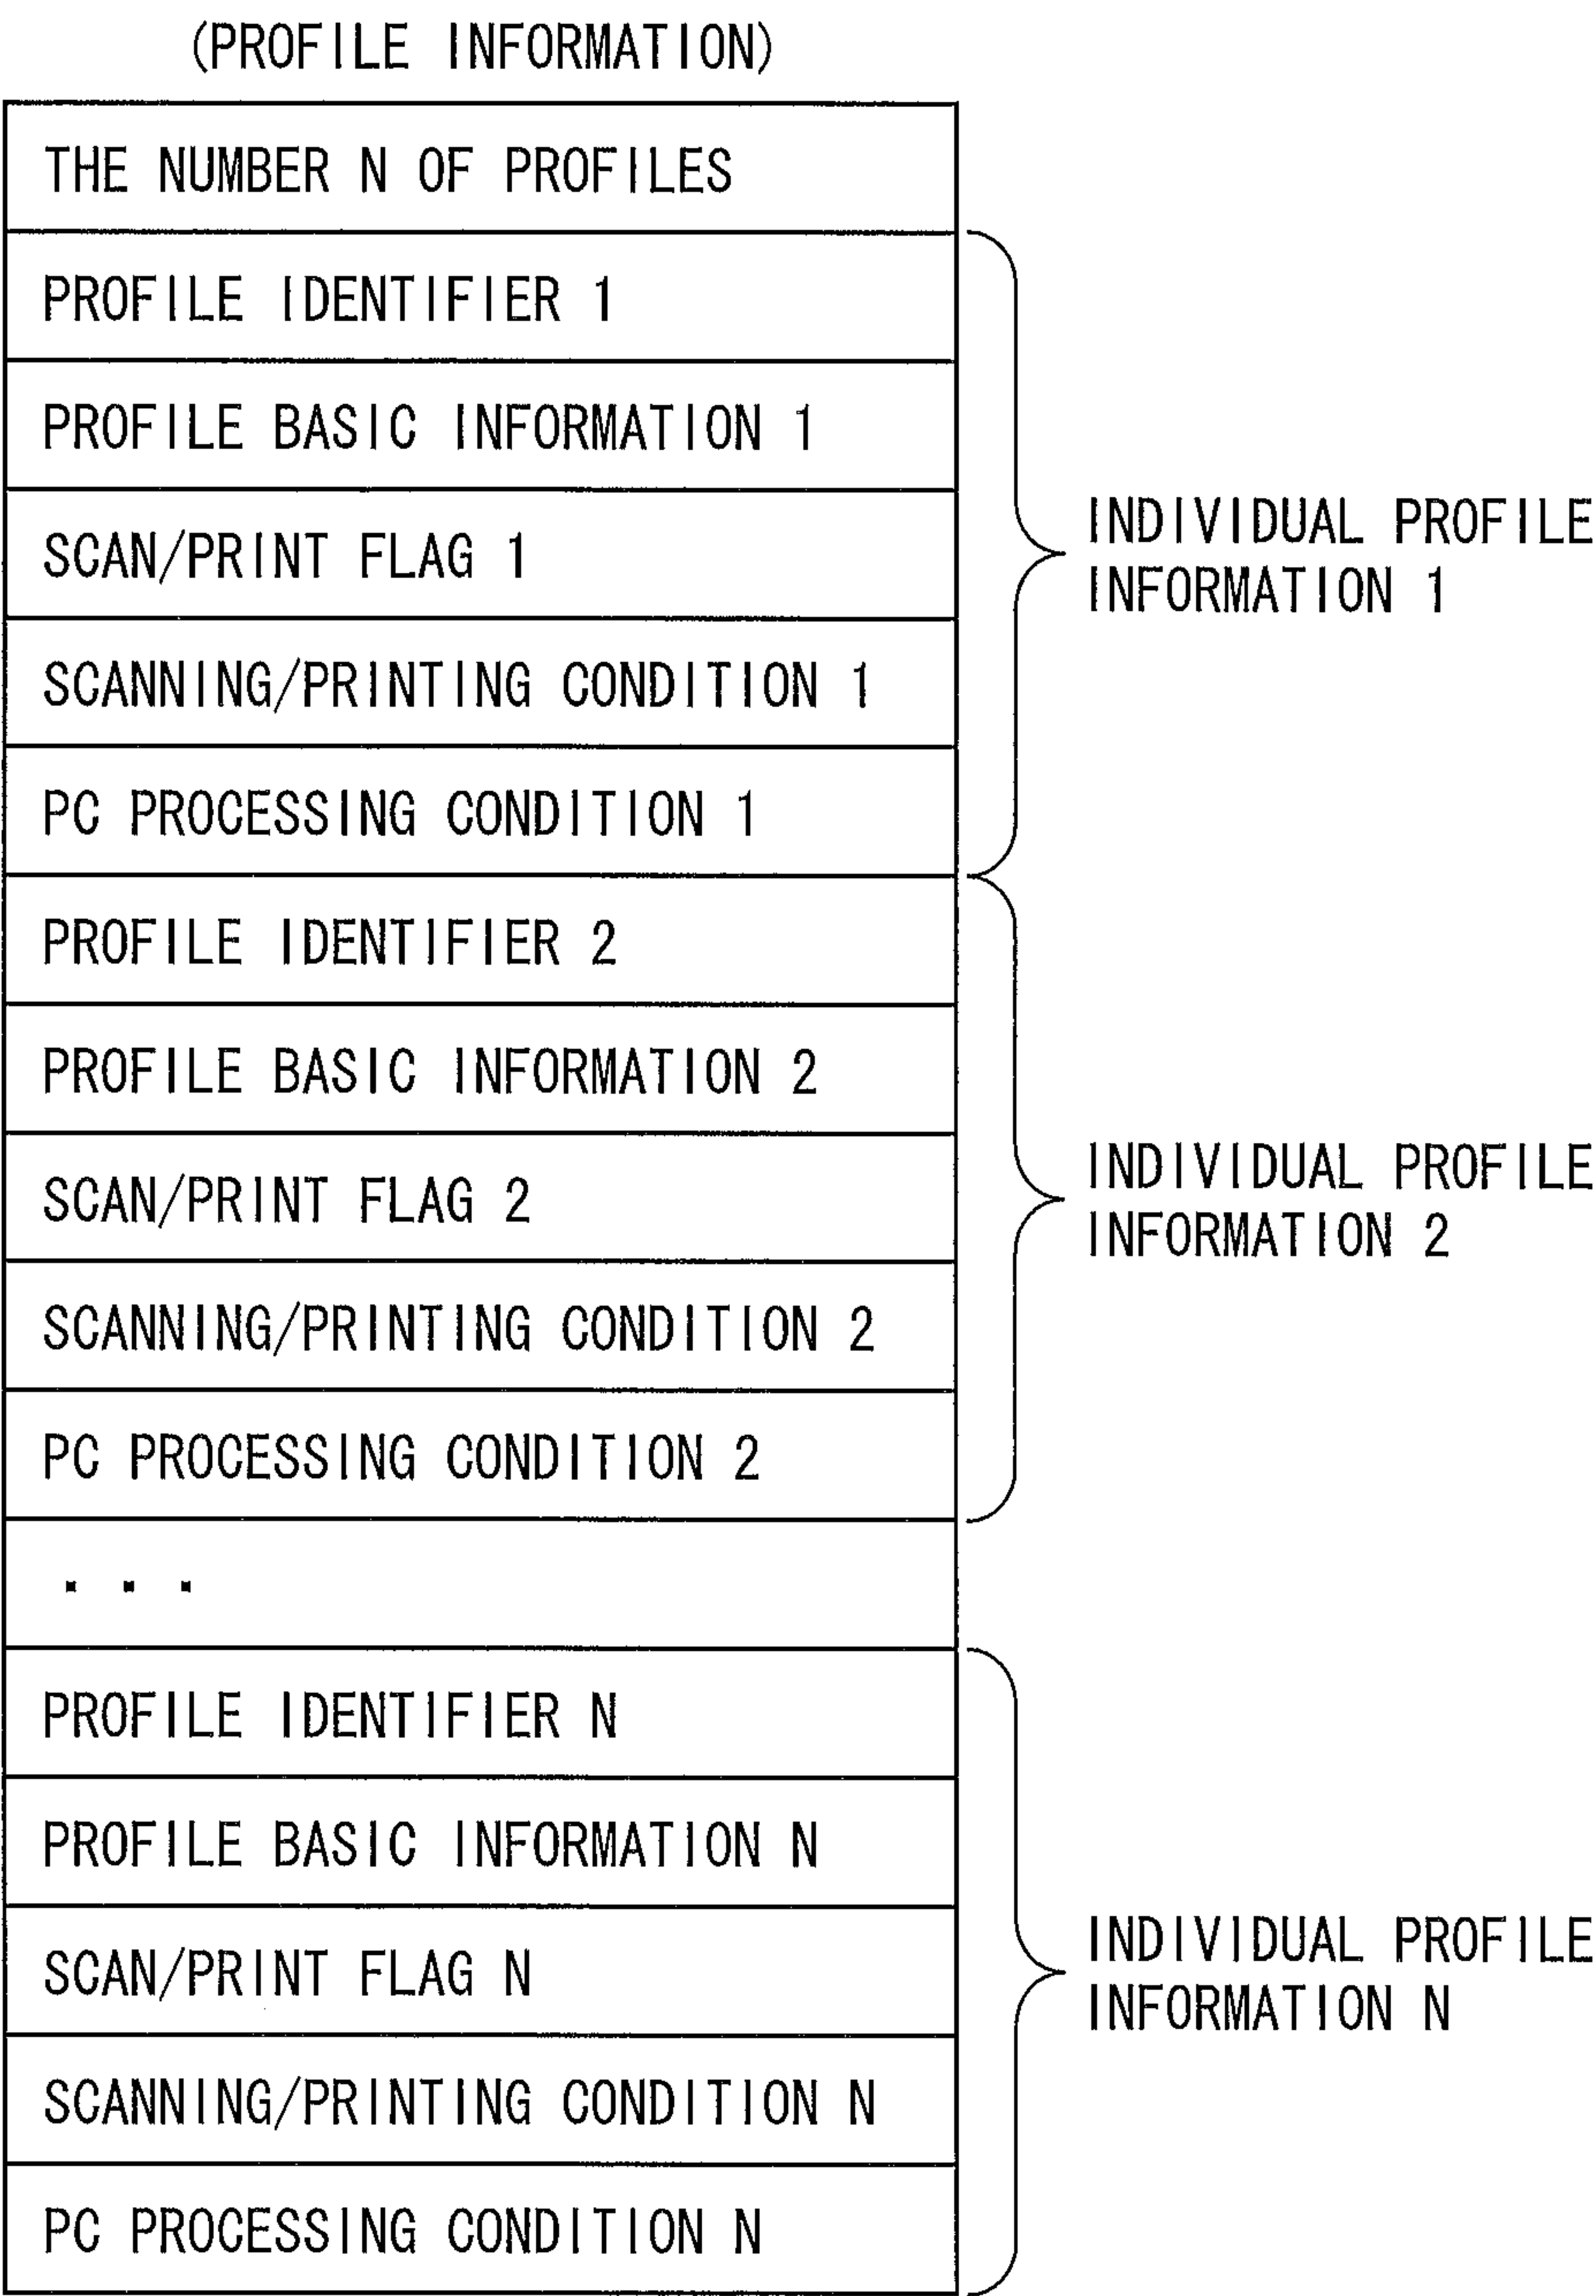 (PROFILE INFORMATION)
THE NUMBER N OF PROFILES
PROFILE IDENTIFIER 1
PROFILE BASIC INFORMATION 1
SCAN/PRINT FLAG 1
SCANNING/PRINTING CONDITION 1
PC PROCESSING CONDITION 1
INDIVIDUAL PROFILE
INFORMATION 1
PROFILE IDENTIFIER 2
PROFILE BASIC INFORMATION 2
SCAN/PRINT FLAG 2
SCANNING/PRINTING CONDITION 2
PC PROCESSING CONDITION 2
INDIVIDUAL PROFILE
INFORMATION 2
...
PROFILE IDENTIFIER N
PROFILE BASIC INFORMATION N
SCAN/PRINT FLAG N
SCANNING/PRINTING CONDITION N
PC PROCESSING CONDITION N
INDIVIDUAL PROFILE
INFORMATION N